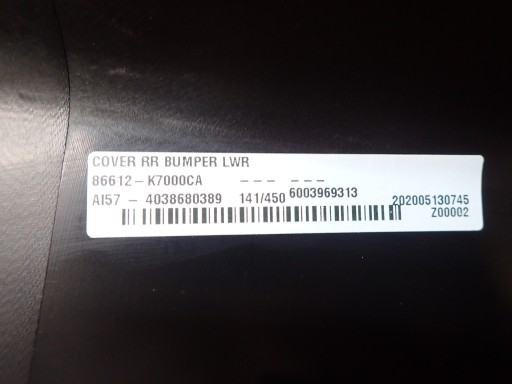 COVER RR BUMPER LWR
86612-K7000CA --- ---
AI57 - 4038680389 141/450 6003969313 202005130745
Z00002